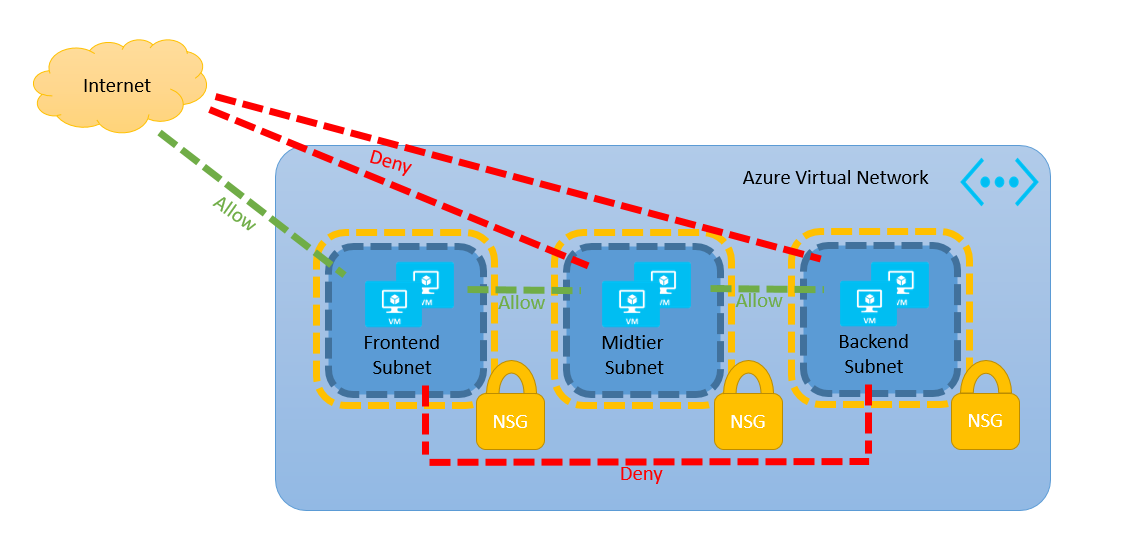 Internet
Deny
Azure Virtual Network
Allow
VM
VM
VM
VM
VM
VM
Allow
Allow
Frontend
Subnet
Midtier
Subnet
Backend
Subnet
NSG
NSG
NSG
Deny